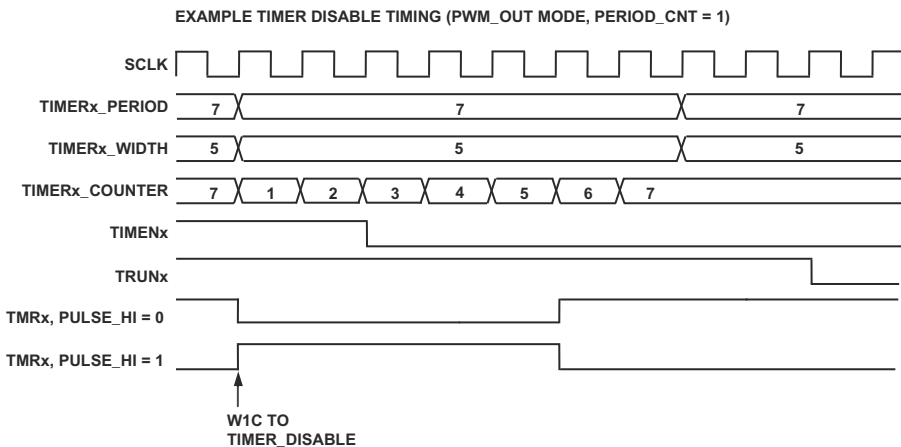 EXAMPLE TIMER DISABLE TIMING (PWM_OUT MODE, PERIOD_CNT = 1)
SCLK
TIMERx_PERIOD 7 7 7
TIMERx_WIDTH 5 5 5
TIMERx_COUNTER 7 1 2 3 4 5 6 7
TIMENx
TRUNx
TMRx, PULSE_HI = 0
TMRx, PULSE_HI = 1
W1C TO
TIMER_DISABLE